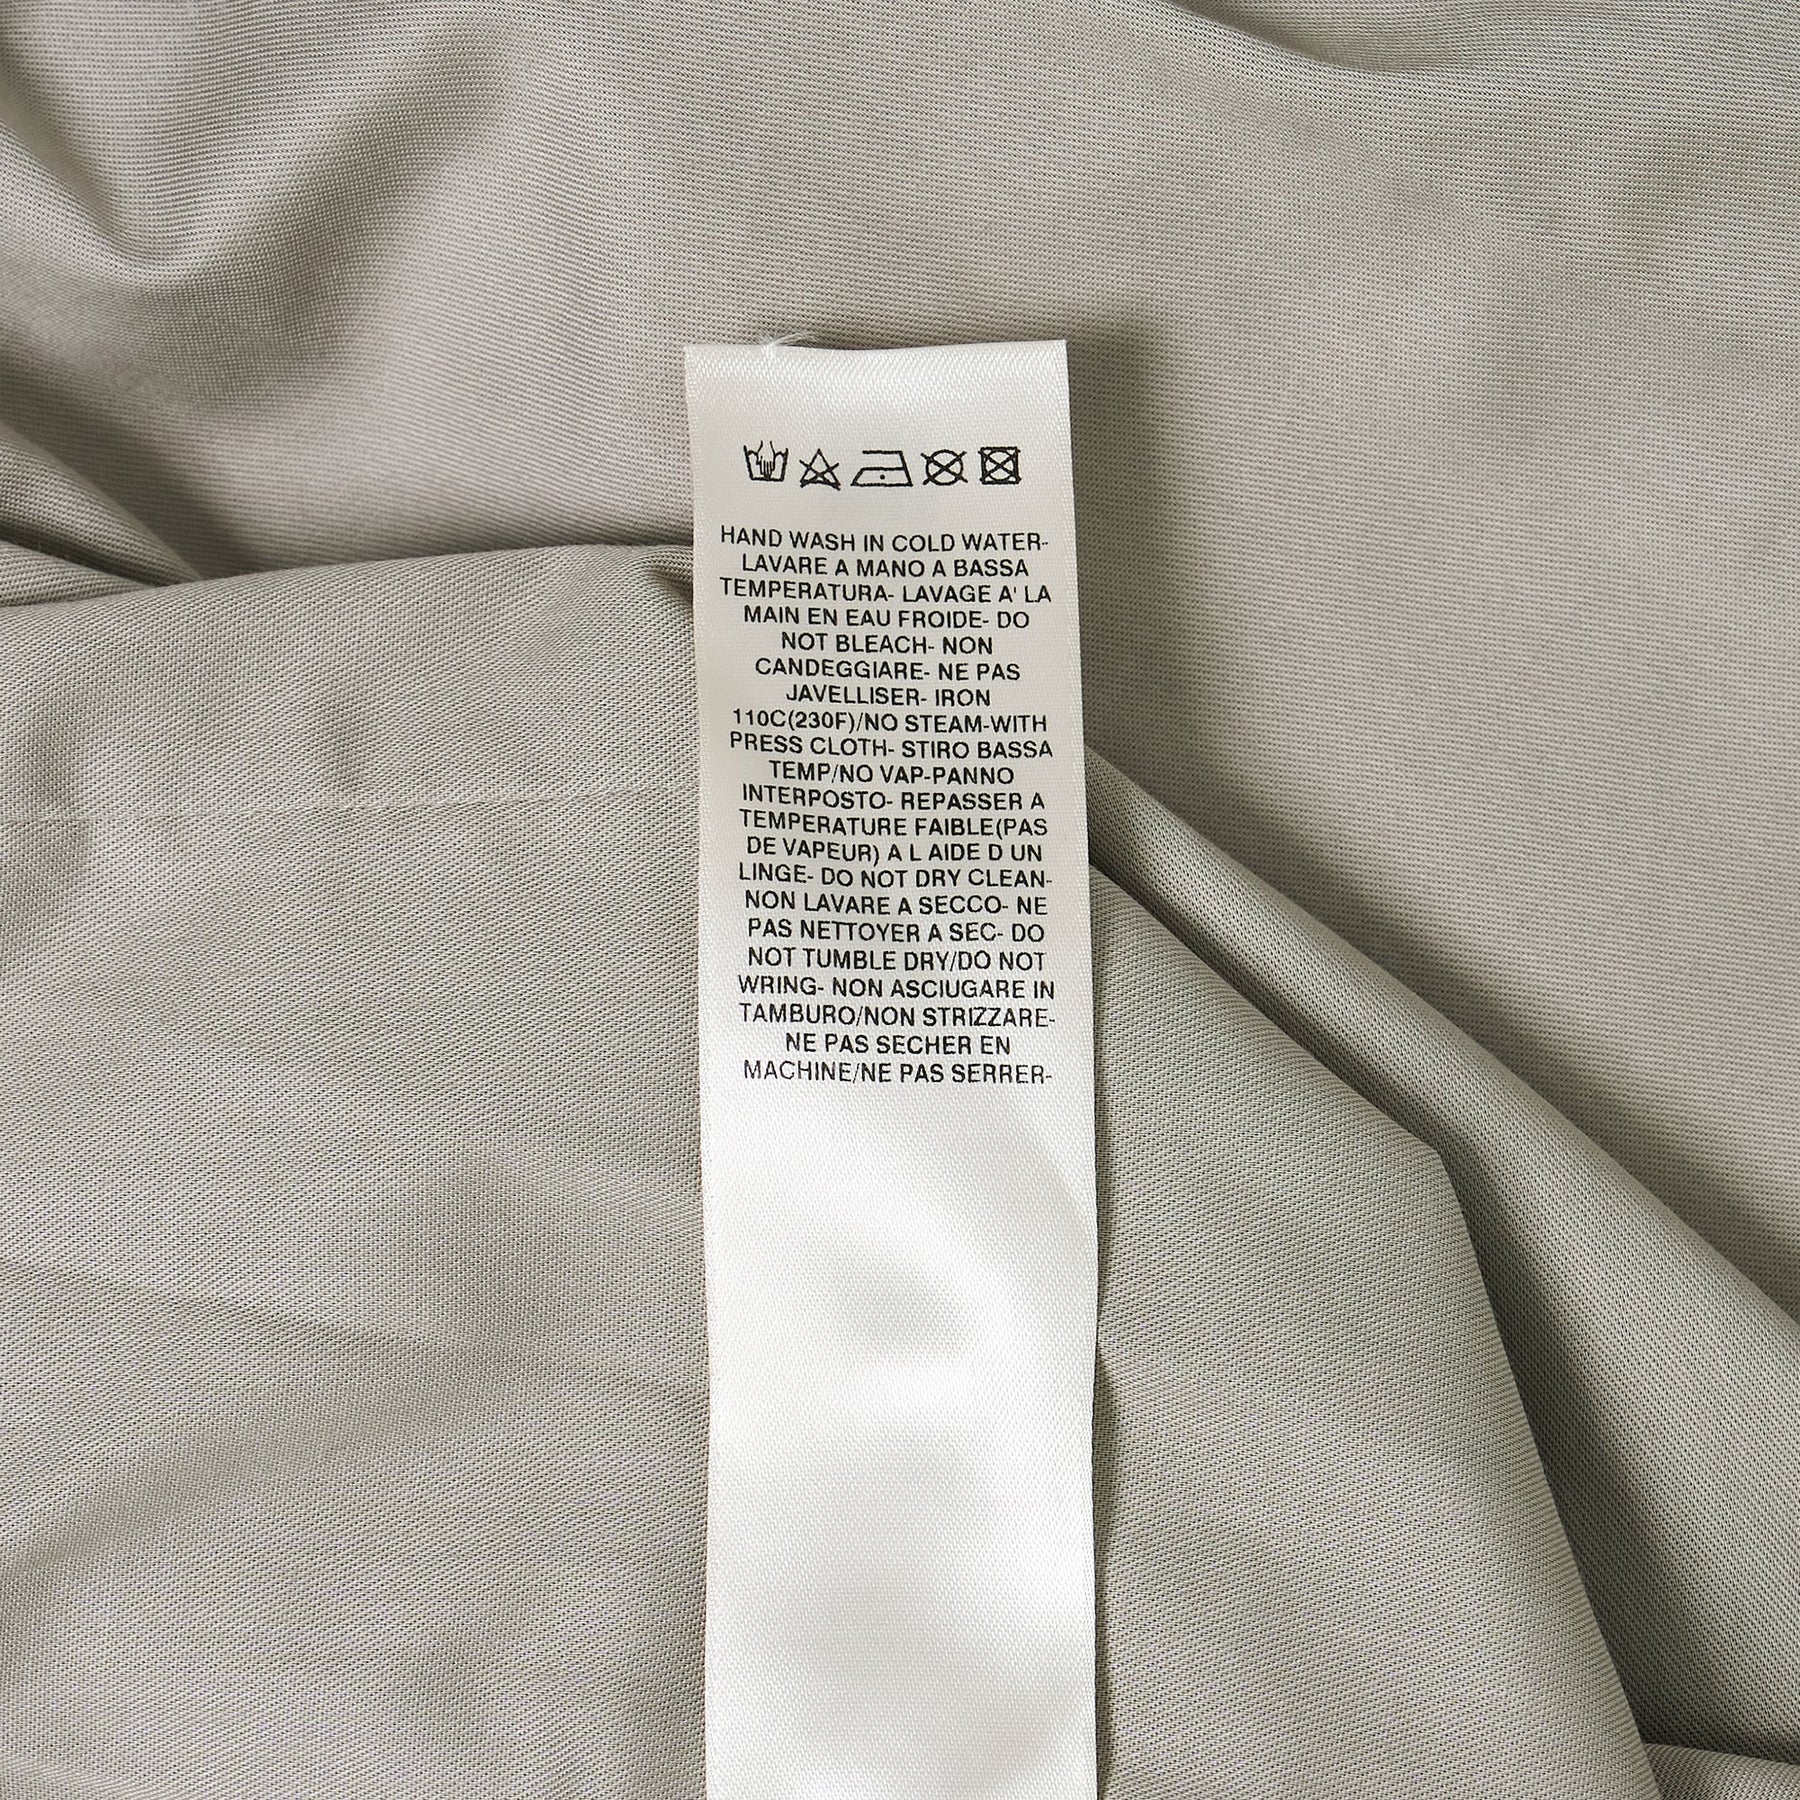 HAND WASH IN COLD WATER-
LAVARE A MANO A BASSA
TEMPERATURA- LAVAGE A' LA
MAIN EN EAU FROIDE- DO
NOT BLEACH- NON
CANDEGGIARE- NE PAS
JAVELLISER- IRON
110C(230F)/NO STEAM-WITH
PRESS CLOTH- STIRO BASSA
TEMP/NO VAP-PANNO
INTERPOSTO- REPASSER A
TEMPERATURE FAIBLE(PAS
DE VAPEUR) A L AIDE D UN
LINGE- DO NOT DRY CLEAN-
NON LAVARE A SECCO- NE
PAS NETTOYER A SEC- DO
NOT TUMBLE DRY/DO NOT
WRING- NON ASCIUGARE IN
TAMBURO/NON STRIZZARE-
NE PAS SECHER EN
MACHINE/NE PAS SERRER-